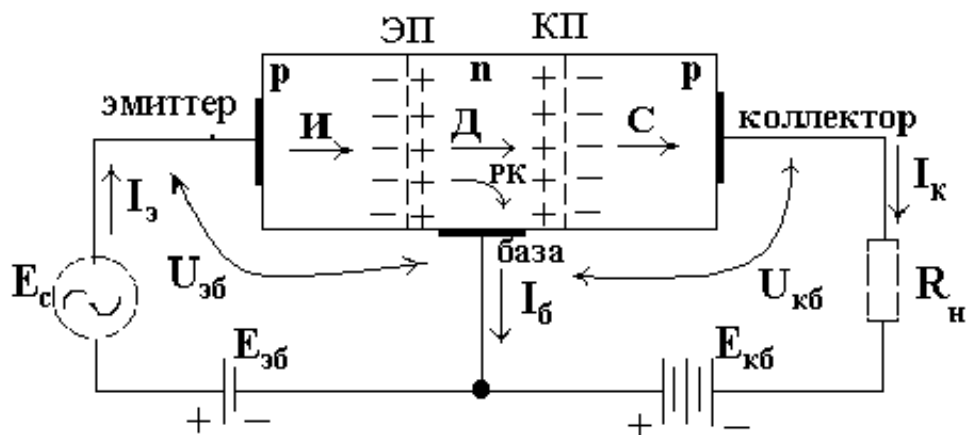 ЭП КП
p n p
− + + −
эмиттер коллектор
− + + −
И Д С
− + + −
РК
− + + −
− + + −
Iэ Iк
база
Uэб Uкб
Eс Iб Rн
Eэб Eкб
+ − + −